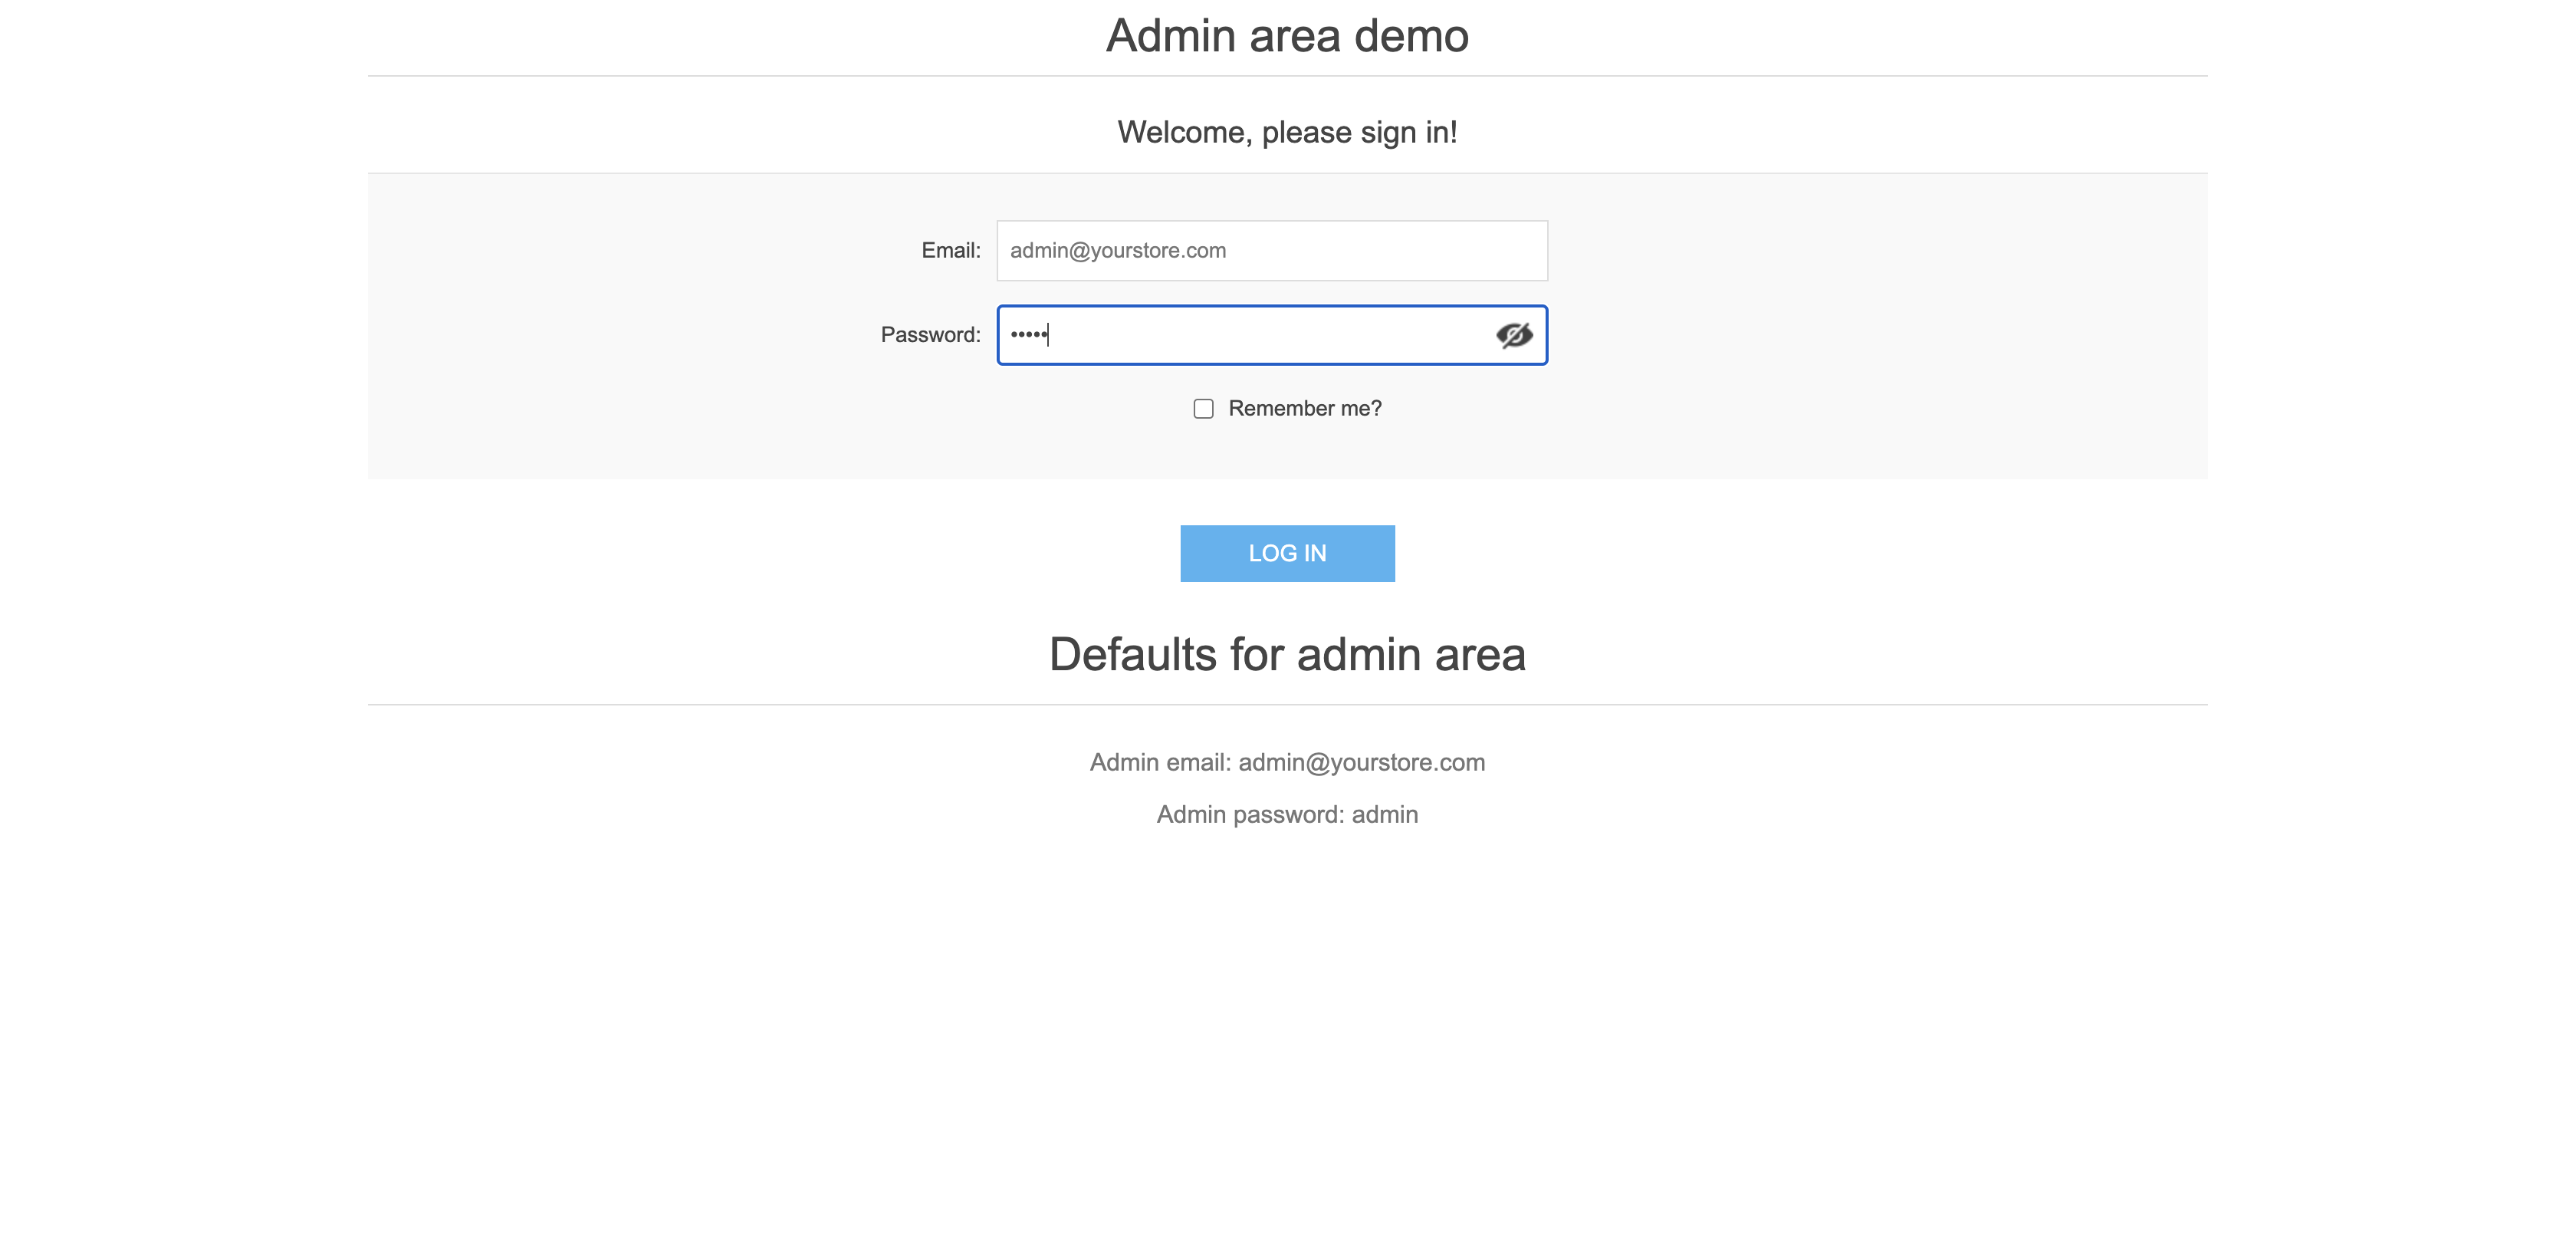 Admin area demo
Welcome, please sign in!
Email: admin@yourstore.com
Password: •••••
Remember me?
LOG IN
Defaults for admin area
Admin email: admin@yourstore.com
Admin password: admin